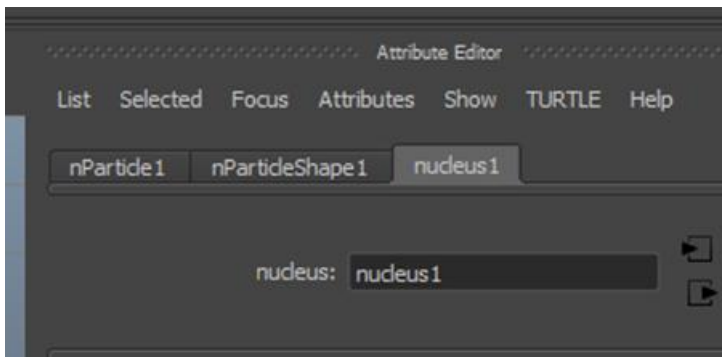 Attribute Editor
List Selected Focus Attributes Show TURTLE Help
nParticle1 nParticleShape1 nucleus1
nucleus: nucleus1